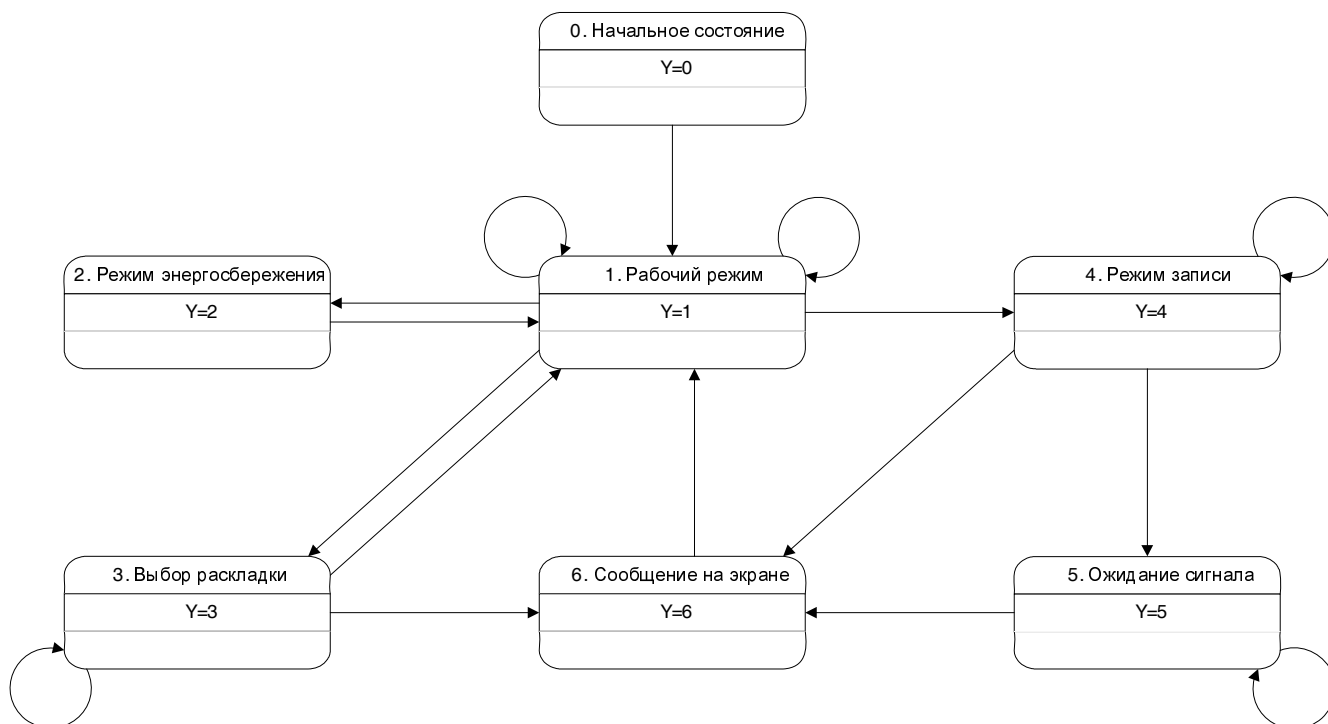 0. Начальное состояние
Y=0
2. Режим энергосбережения
Y=2
1. Рабочий режим
Y=1
4. Режим записи
Y=4
3. Выбор раскладки
Y=3
6. Сообщение на экране
Y=6
5. Ожидание сигнала
Y=5